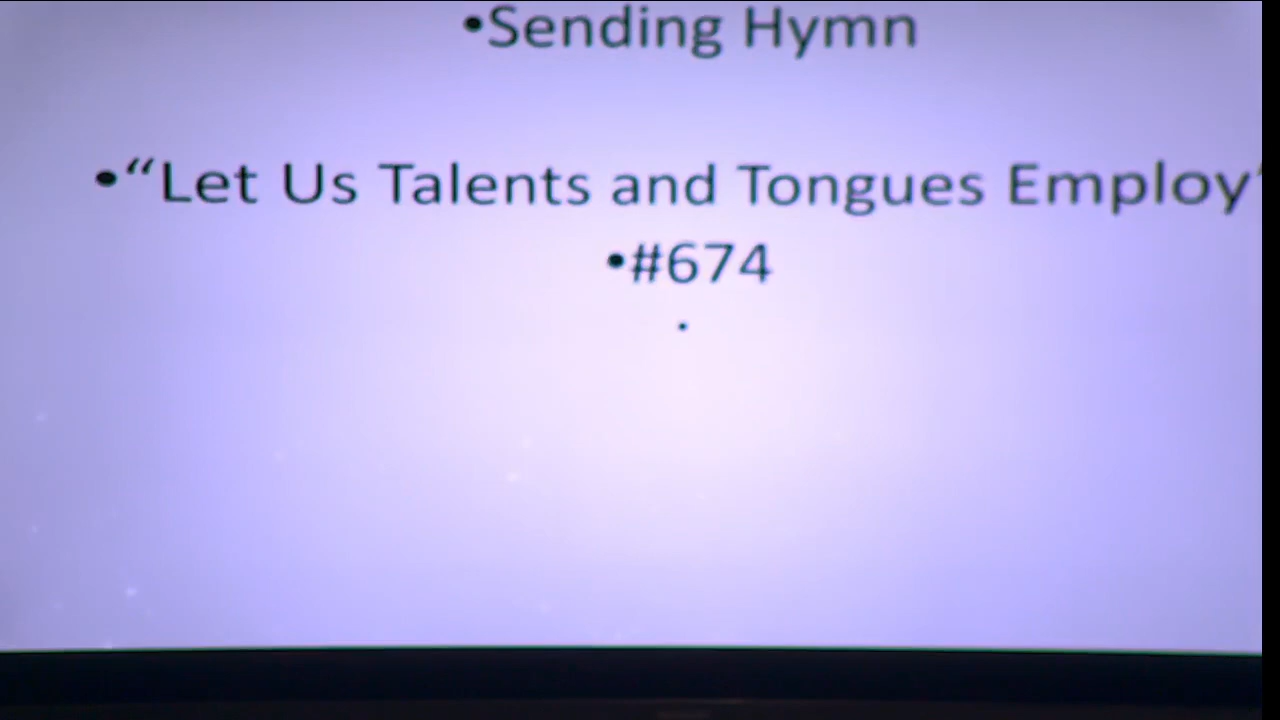 •Sending Hymn
•“Let Us Talents and Tongues Employ”
•#674
•